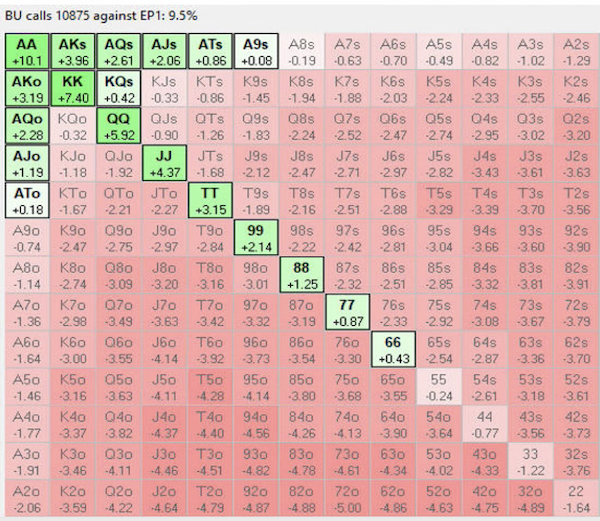 BU calls 10875 against EP1: 9.5%
AA AKs AQs AJs ATs A9s A8s A7s A6s A5s A4s A3s A2s
+10.1 +3.96 +2.61 +2.06 +0.86 +0.08 -0.19 -0.63 -0.70 -0.49 -0.82 -1.02 -1.29
AKo KK KQs KJs KTs K9s K8s K7s K6s K5s K4s K3s K2s
+3.19 +7.40 +0.42 -0.33 -0.86 -1.45 -1.94 -1.88 -2.03 -2.24 -2.33 -2.55 -2.46
AQo KQo QQ QJs QTs Q9s Q8s Q7s Q6s Q5s Q4s Q3s Q2s
+2.28 -0.32 +5.92 -0.90 -1.26 -1.83 -2.24 -2.52 -2.47 -2.74 -2.95 -3.02 -3.20
AJo KJo QJo JJ JTs J9s J8s J7s J6s J5s J4s J3s J2s
+1.19 -1.18 -1.92 +4.37 -1.68 -2.12 -2.47 -2.71 -2.97 -2.82 -3.43 -3.61 -3.63
ATo KTo QTo JTo TT T9s T8s T7s T6s T5s T4s T3s T2s
+0.18 -1.67 -2.21 -2.27 +3.15 -1.89 -2.16 -2.51 -2.88 -3.29 -3.39 -3.70 -3.56
A9o K9o Q9o J9o T9o 99 98s 97s 96s 95s 94s 93s 92s
-0.74 -2.47 -2.75 -2.97 -2.84 +2.14 -2.22 -2.42 -2.81 -3.04 -3.66 -3.60 -3.90
A8o K8o Q8o J8o T8o 98o 88 87s 86s 85s 84s 83s 82s
-1.14 -2.74 -3.09 -3.20 -3.16 -3.01 +1.25 -2.32 -2.51 -2.85 -3.32 -3.81 -3.91
A7o K7o Q7o J7o T7o 97o 87o 77 76s 75s 74s 73s 72s
-1.36 -2.98 -3.49 -3.63 -3.42 -3.32 -3.19 +0.87 -2.33 -2.92 -3.08 -3.67 -3.79
A6o K6o Q6o J6o T6o 96o 86o 76o 66 65s 64s 63s 62s
-1.64 -3.00 -3.55 -4.14 -3.92 -3.73 -3.54 -3.30 +0.43 -2.54 -2.87 -3.36 -3.70
A5o K5o Q5o J5o T5o 95o 85o 75o 65o 55 54s 53s 52s
-1.46 -3.16 -3.63 -4.11 -4.28 -4.14 -3.80 -3.68 -3.55 -0.24 -2.61 -3.18 -3.61
A4o K4o Q4o J4o T4o 94o 84o 74o 64o 54o 44 43s 42s
-1.77 -3.37 -3.82 -4.37 -4.40 -4.56 -4.26 -4.13 -3.90 -3.64 -0.77 -3.56 -3.73
A3o K3o Q3o J3o T3o 93o 83o 73o 63o 53o 43o 33 32s
-1.91 -3.46 -4.11 -4.46 -4.51 -4.82 -4.78 -4.61 -4.34 -4.02 -4.33 -1.22 -3.76
A2o K2o Q2o J2o T2o 92o 82o 72o 62o 52o 42o 32o 22
-2.06 -3.59 -4.22 -4.64 -4.79 -4.87 -4.88 -5.00 -4.86 -4.63 -4.75 -4.89 -1.64